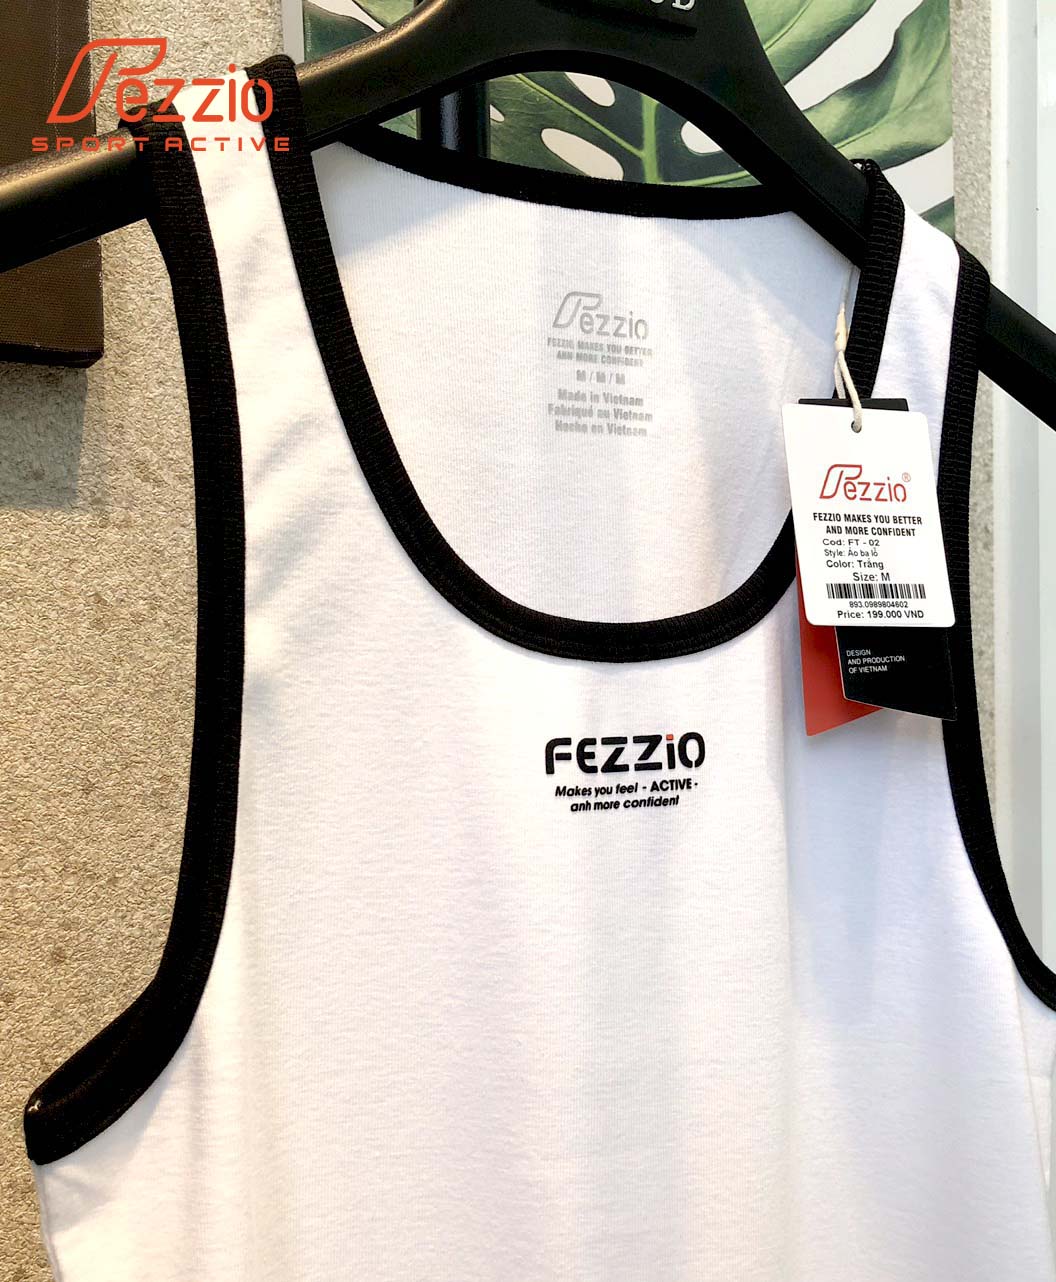 Fezzio
SPORT ACTIVE
Fezzio
FEZZIO MAKES YOU BETTER
AND MORE CONFIDENT
M / M / M
Made in Vietnam
Fabriqué au Vietnam
Hecho en Vietnam
Fezzio®
FEZZIO MAKES YOU BETTER
AND MORE CONFIDENT
Cod: FT - 02
Style: Áo ba lỗ
Color: Trắng
Size: M
893.0989804602
Price: 199.000 VND
DESIGN
AND PRODUCTION
OF VIETNAM
FEZZiO
Makes you feel - ACTIVE -
anh more confident